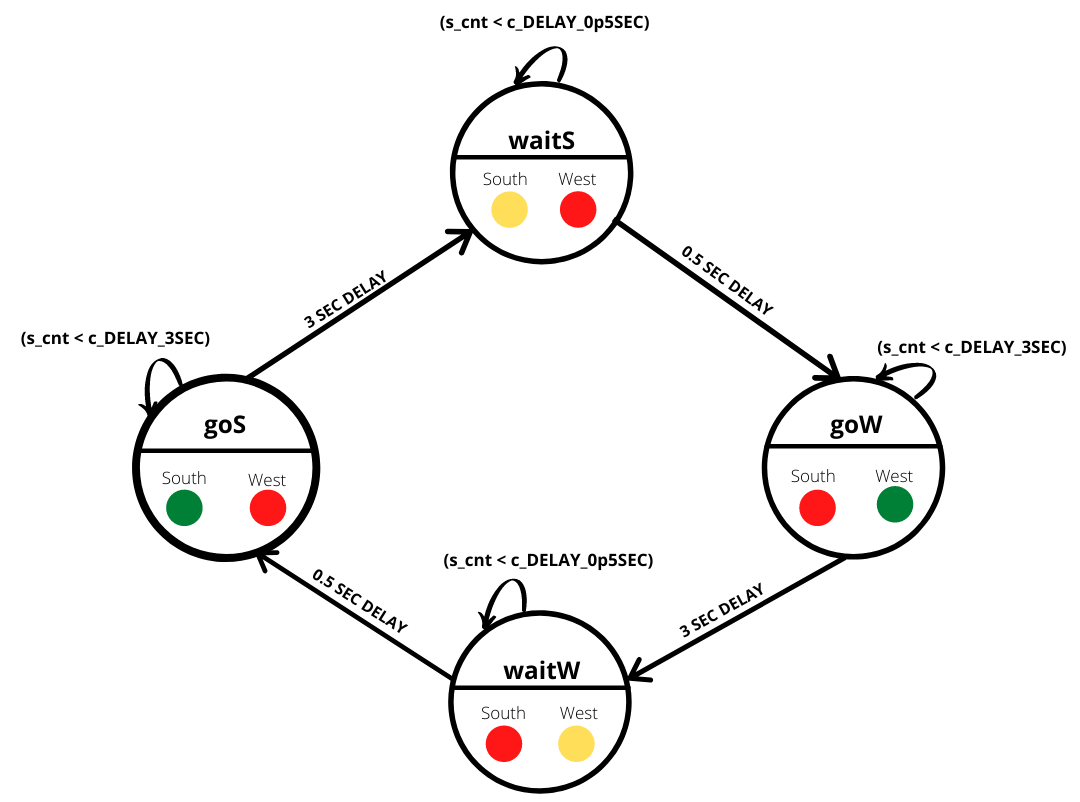 (s_cnt < c_DELAY_0p5SEC)
waitS
South West
3 SEC DELAY
0.5 SEC DELAY
(s_cnt < c_DELAY_3SEC)
goS
South West
(s_cnt < c_DELAY_3SEC)
goW
South West
0.5 SEC DELAY
3 SEC DELAY
(s_cnt < c_DELAY_0p5SEC)
waitW
South West